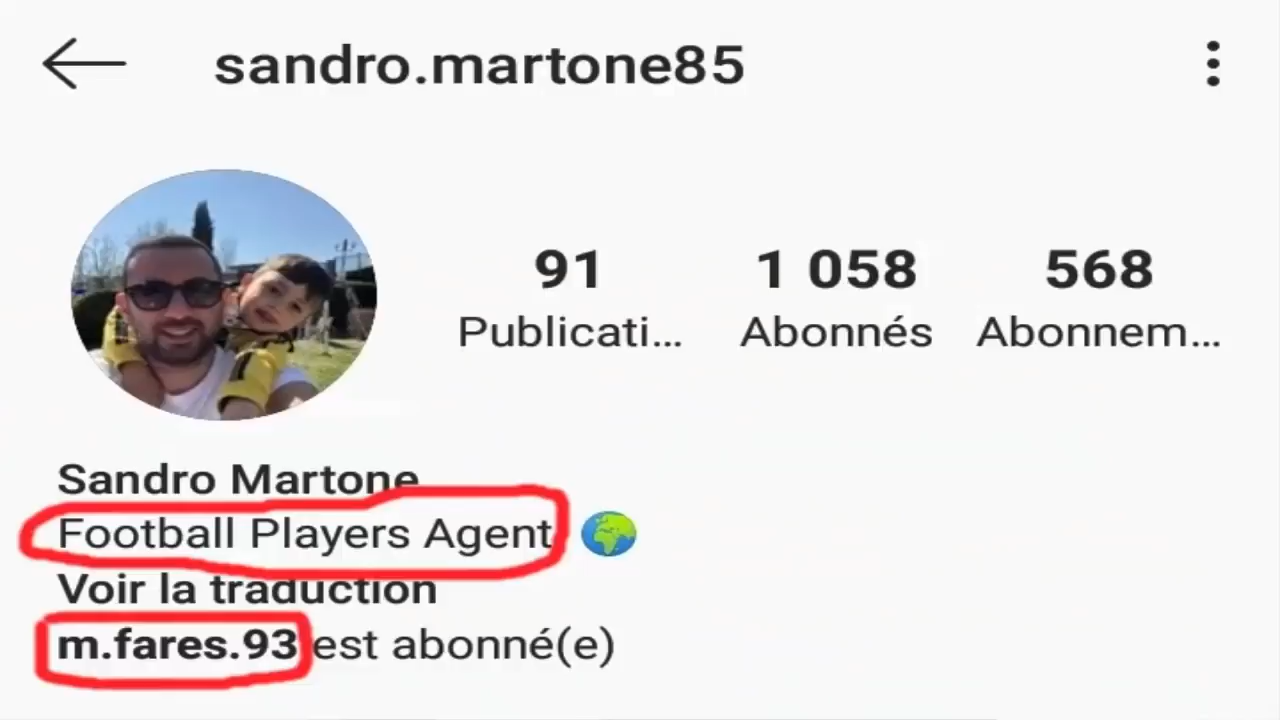 sandro.martone85
91
1 058
568
Publicati...
Abonnés
Abonnem...
Sandro Martone
Football Players Agent
Voir la traduction
m.fares.93 est abonné(e)